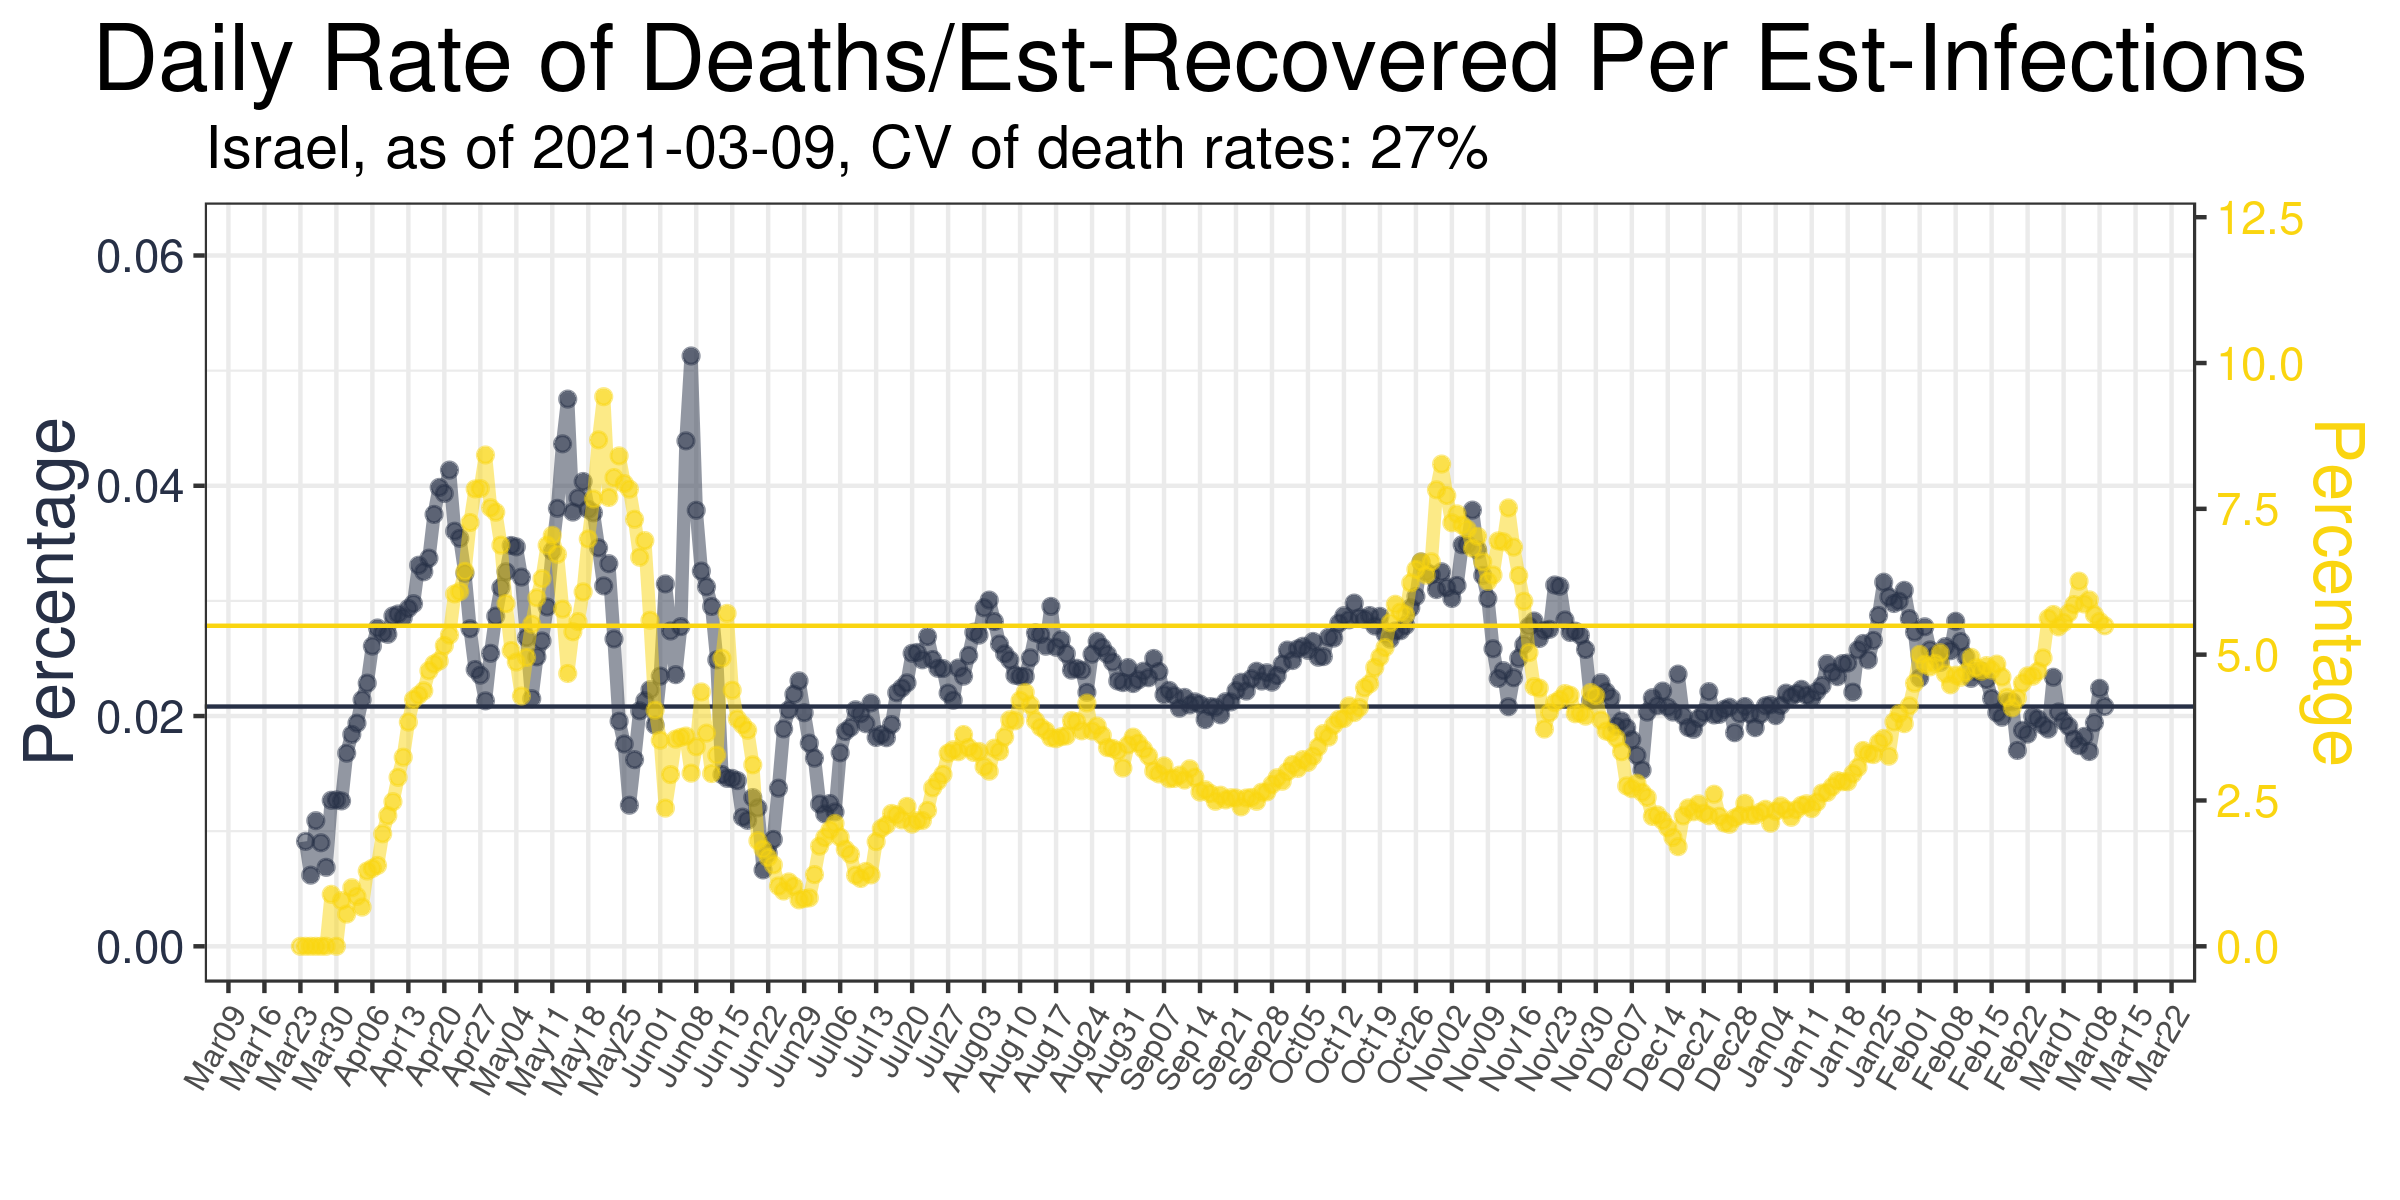 Daily Rate of Deaths/Est-Recovered Per Est-Infections
Israel, as of 2021-03-09, CV of death rates: 27%
Percentage
0.06
0.04
0.02
0.00
12.5
10.0
7.5
5.0
2.5
0.0
Percentage
Mar09
Mar16
Mar23
Mar30
Apr06
Apr13
Apr20
Apr27
May04
May11
May18
May25
Jun01
Jun08
Jun15
Jun22
Jun29
Jul06
Jul13
Jul20
Jul27
Aug03
Aug10
Aug17
Aug24
Aug31
Sep07
Sep14
Sep21
Sep28
Oct05
Oct12
Oct19
Oct26
Nov02
Nov09
Nov16
Nov23
Nov30
Dec07
Dec14
Dec21
Dec28
Jan04
Jan11
Jan18
Jan25
Feb01
Feb08
Feb15
Feb22
Mar01
Mar08
Mar15
Mar22